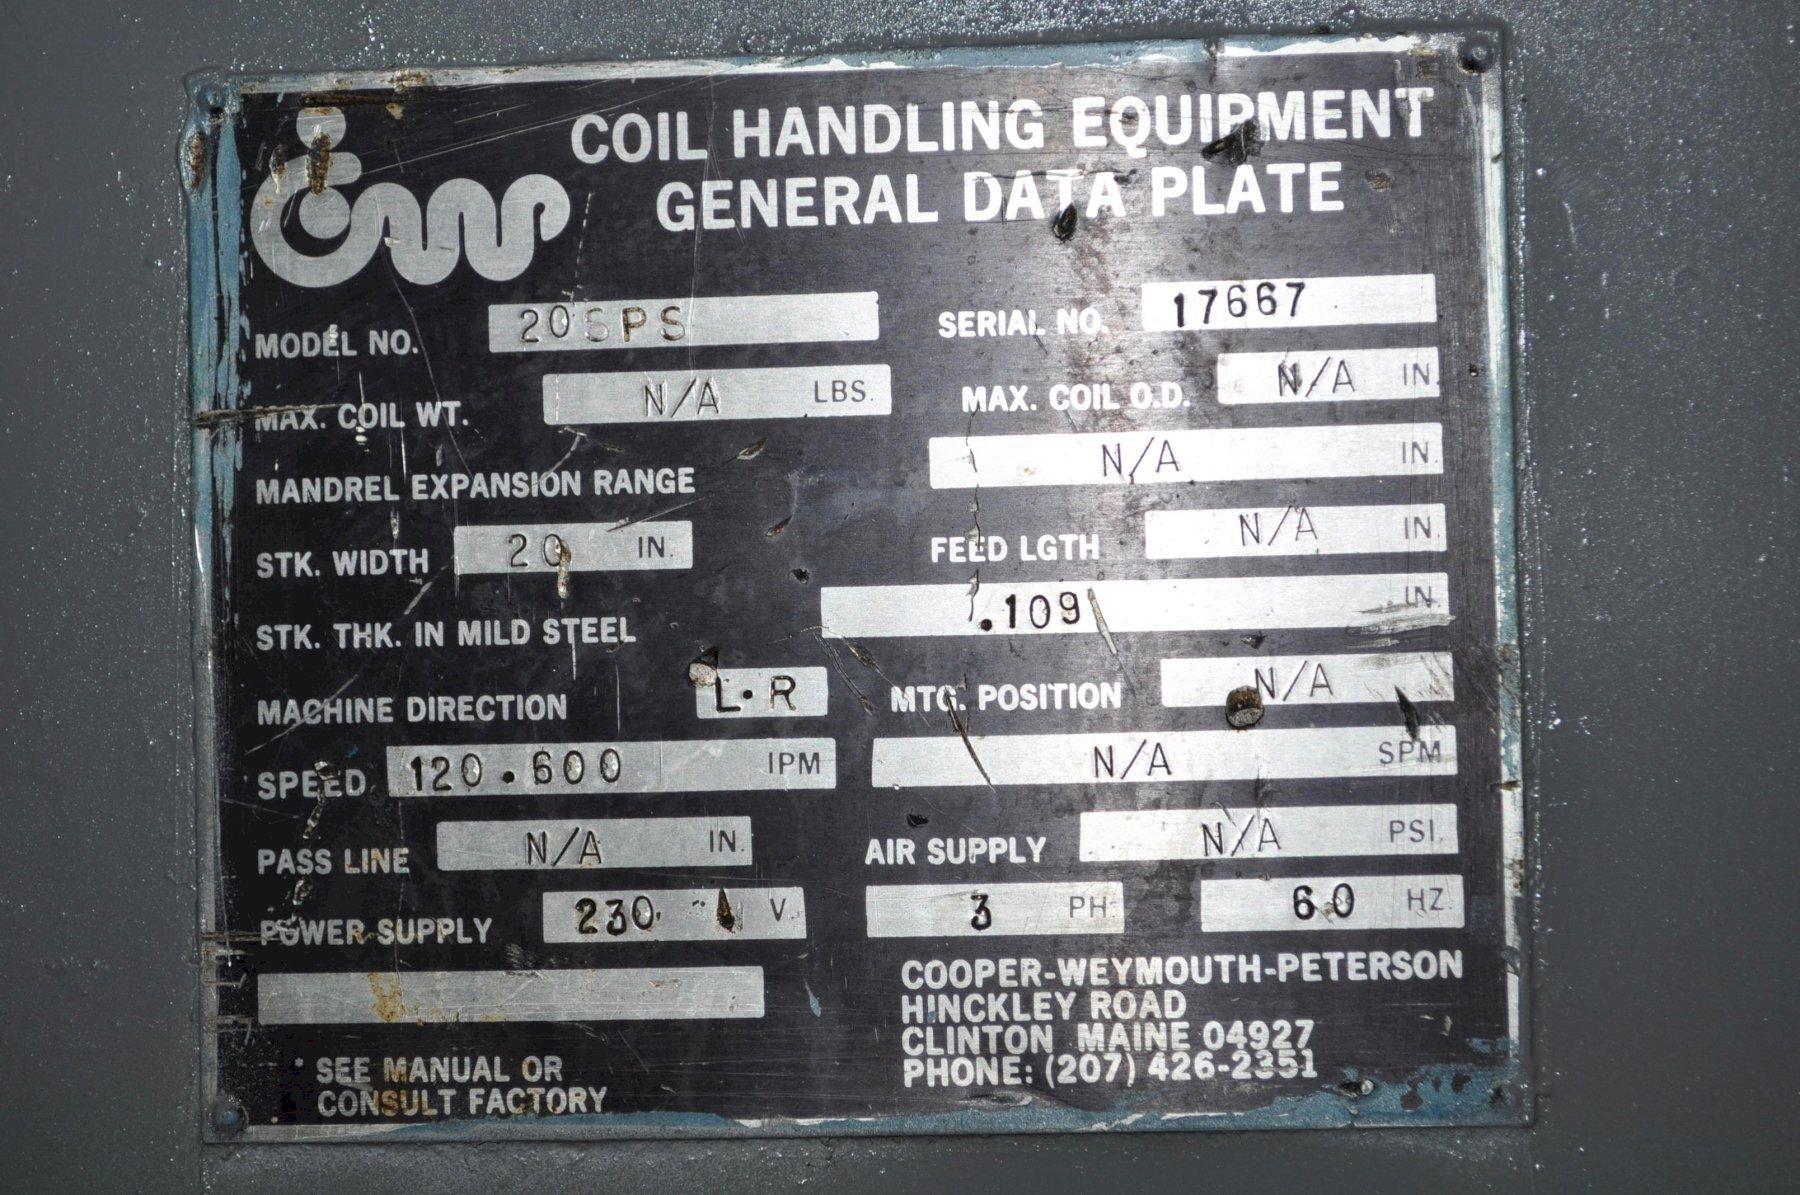 COIL HANDLING EQUIPMENT
GENERAL DATA PLATE
MODEL NO. 20SPS SERIAL NO. 17667
MAX. COIL WT. N/A LBS. MAX. COIL O.D. N/A IN.
MANDREL EXPANSION RANGE N/A IN.
STK. WIDTH 20 IN. FEED LGTH N/A IN.
STK. THK. IN MILD STEEL .109 IN.
MACHINE DIRECTION L·R MTG. POSITION N/A
SPEED 120.600 IPM N/A SPM
PASS LINE N/A IN. AIR SUPPLY N/A PSI.
POWER SUPPLY 230 V. 3 PH. 60 HZ.
COOPER-WEYMOUTH-PETERSON
HINCKLEY ROAD
CLINTON MAINE 04927
PHONE: (207) 426-2351
* SEE MANUAL OR
CONSULT FACTORY